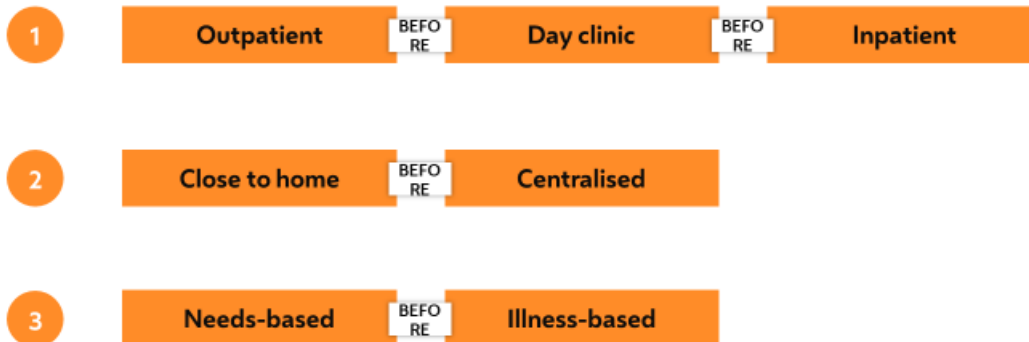 1 Outpatient BEFO
RE Day clinic BEFO
RE Inpatient
2 Close to home BEFO
RE Centralised
3 Needs-based BEFO
RE Illness-based